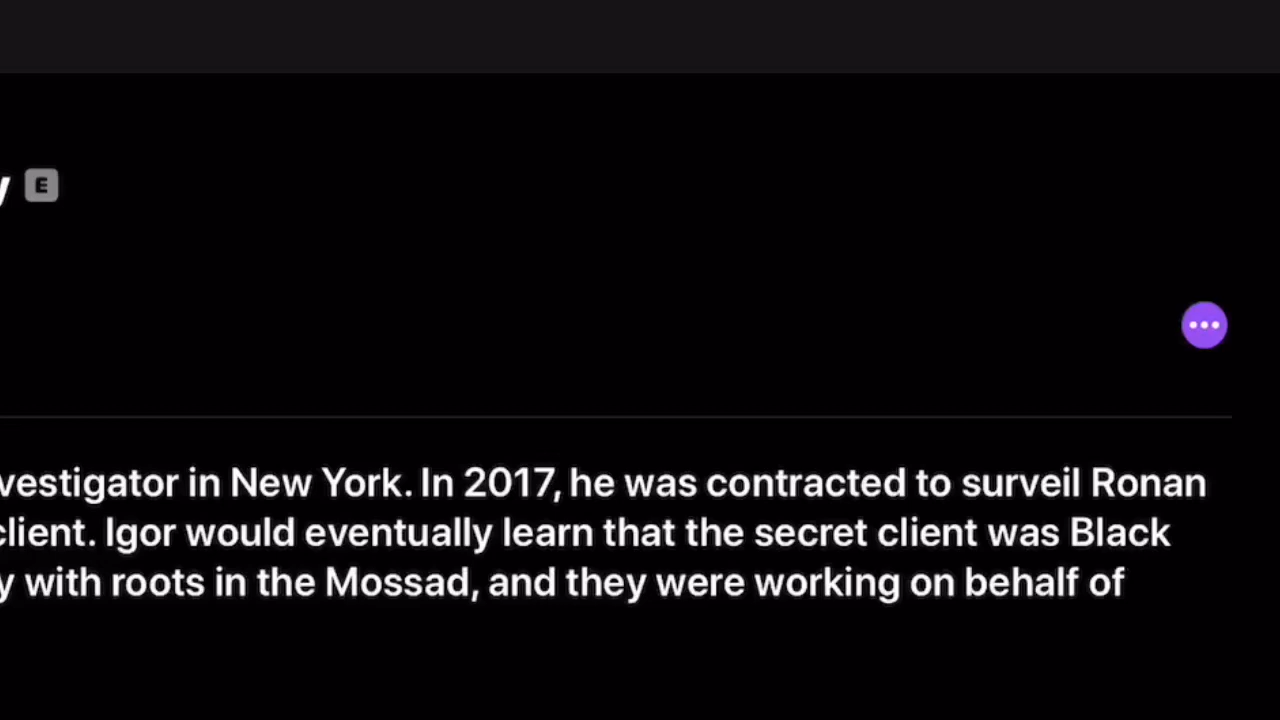 y E
vestigator in New York. In 2017, he was contracted to surveil Ronan
client. Igor would eventually learn that the secret client was Black
y with roots in the Mossad, and they were working on behalf of